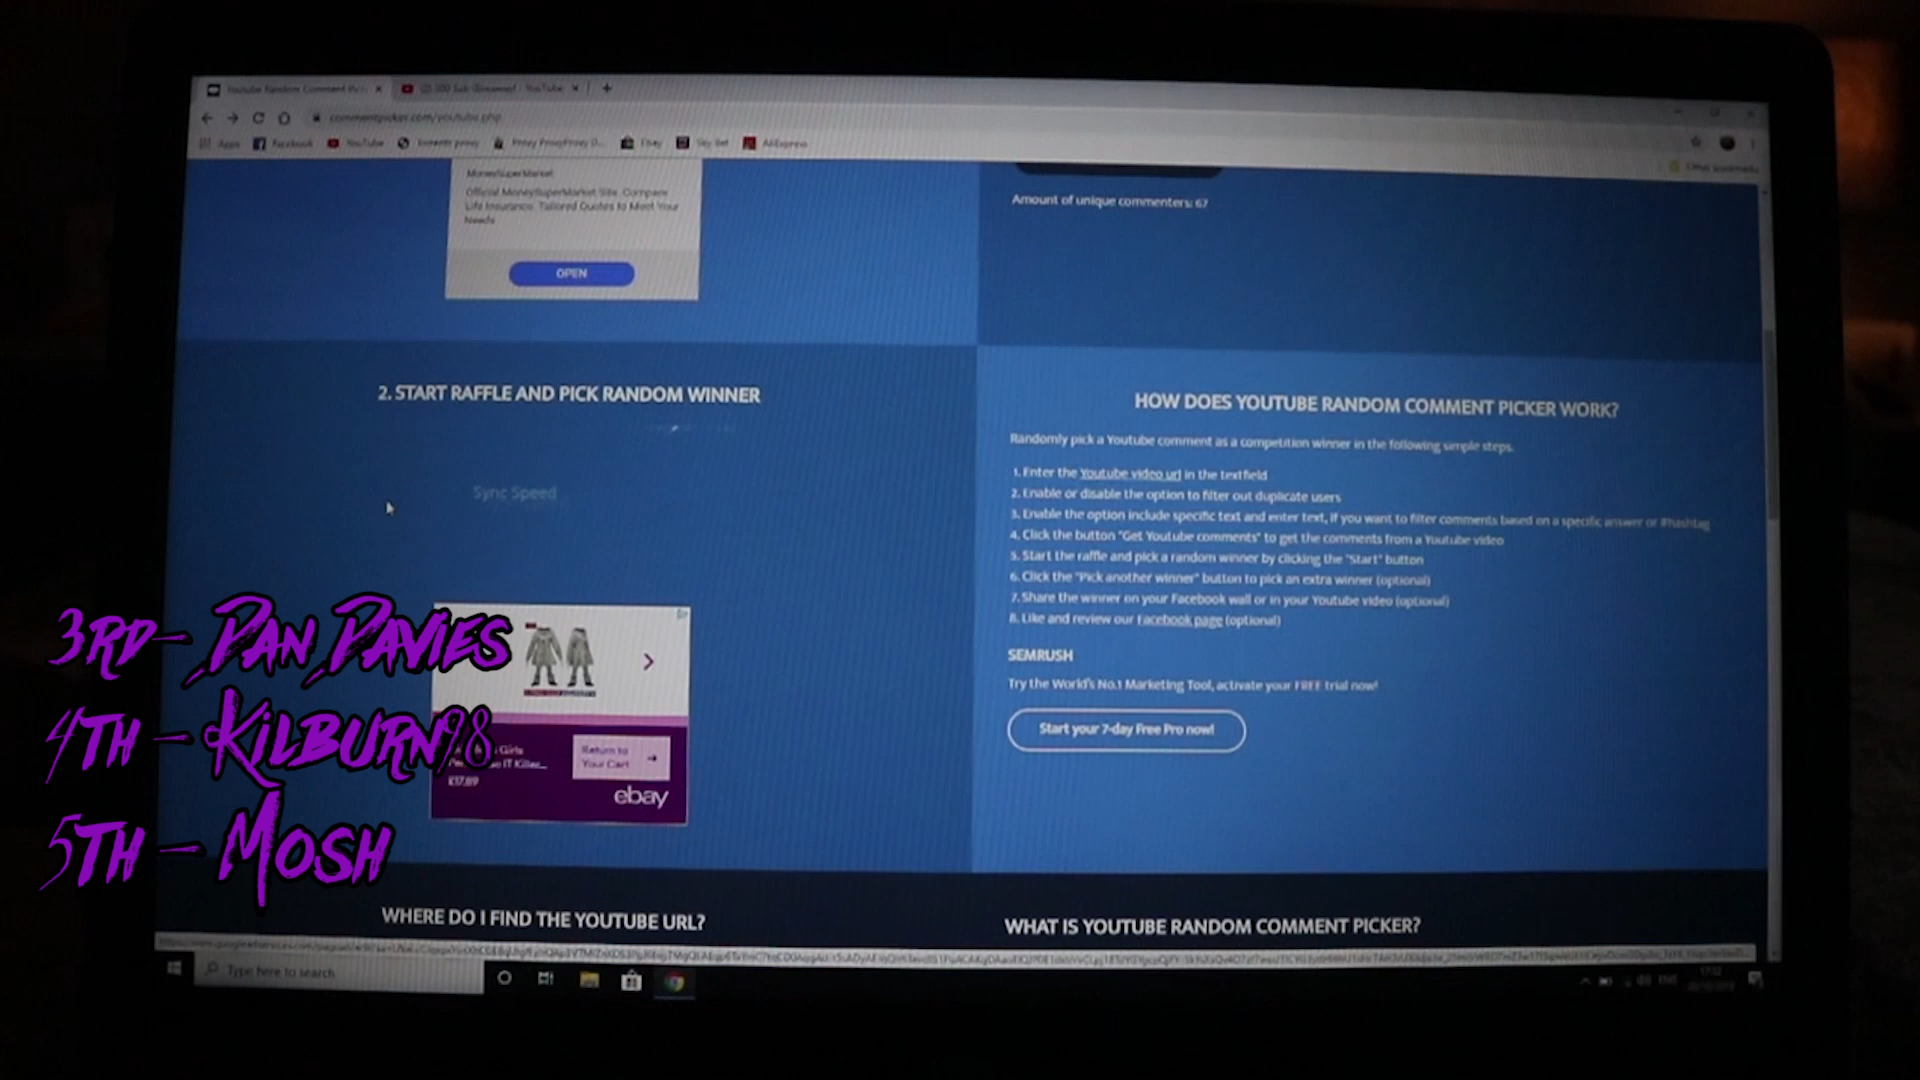 Youtube Random Comment Pic
300 Sub Giveaway! - YouTube
commentpicker.com/youtube.php
Apps Facebook YouTube Ebay Sky Bet AliExpress
Other bookmarks
MoneySuperMarket
Official MoneySuperMarket Site. Compare
Life Insurance. Tailored Quotes to Meet Your
Needs
OPEN
Amount of unique commenters: 67
2. START RAFFLE AND PICK RANDOM WINNER
Sync Speed
HOW DOES YOUTUBE RANDOM COMMENT PICKER WORK?
Randomly pick a Youtube comment as a competition winner in the following simple steps.
1. Enter the Youtube video url in the textfield
2. Enable or disable the option to filter out duplicate users
3. Enable the option include specific text and enter text, if you want to filter comments based on a specific answer or #hashtag
4. Click the button "Get Youtube comments" to get the comments from a Youtube video
5. Start the raffle and pick a random winner by clicking the "Start" button
6. Click the "Pick another winner" button to pick an extra winner (optional)
7. Share the winner on your Facebook wall or in your Youtube video (optional)
8. Like and review our Facebook page (optional)
SEMRUSH
Try the World's No.1 Marketing Tool, activate your FREE trial now!
Start your 7-day Free Pro now!
3rd- Dan Davies
4th - Kilburn98
5th - Mosh
Girls
IT Killer...
£17.89
Return to
Your Cart
ebay
WHERE DO I FIND THE YOUTUBE URL?
WHAT IS YOUTUBE RANDOM COMMENT PICKER?
Type here to search
ENG
17:12